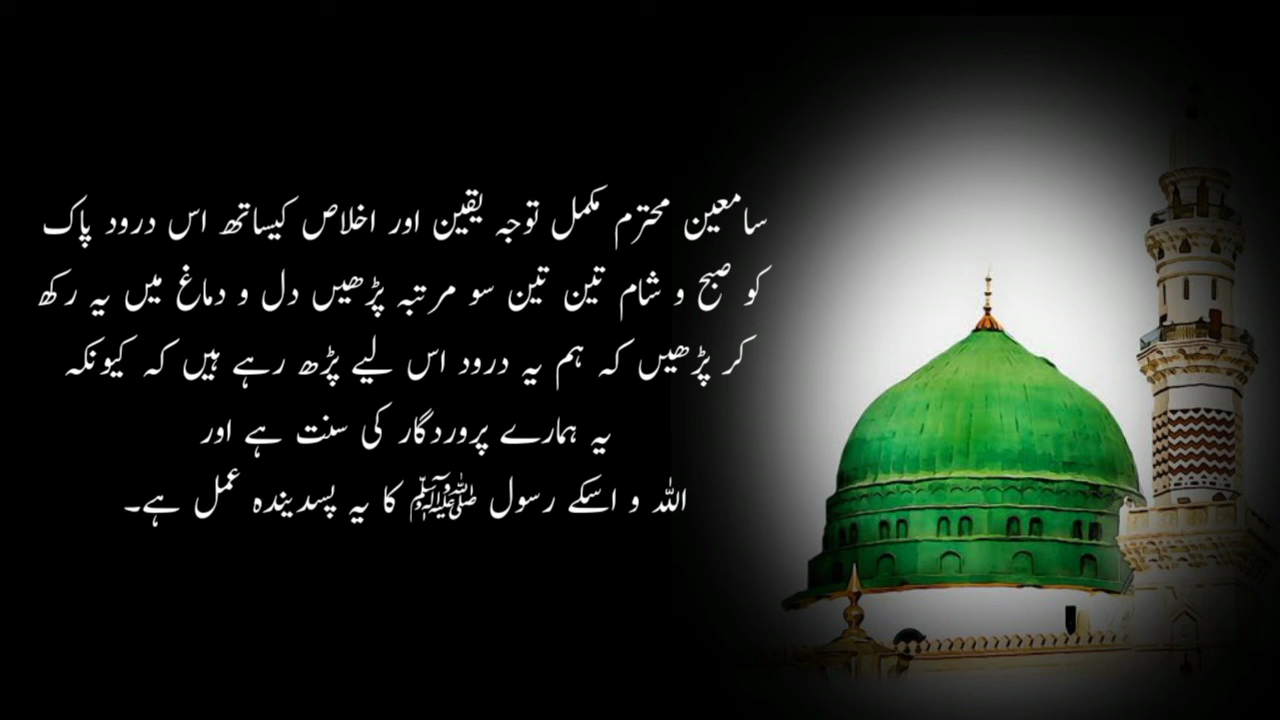 سامعین محترم مکمل توجہ یقین اور اخلاص کیساتھ اس درود پاک
کو صبح و شام تین تین سو مرتبہ پڑھیں دل و دماغ میں یہ رکھ
کر پڑھیں کہ ہم یہ درود اس لیے پڑھ رہے ہیں کہ کیونکہ
یہ ہمارے پروردگار کی سنت ہے اور
اللہ و اسکے رسول ﷺ کا یہ پسدیندہ عمل ہے۔